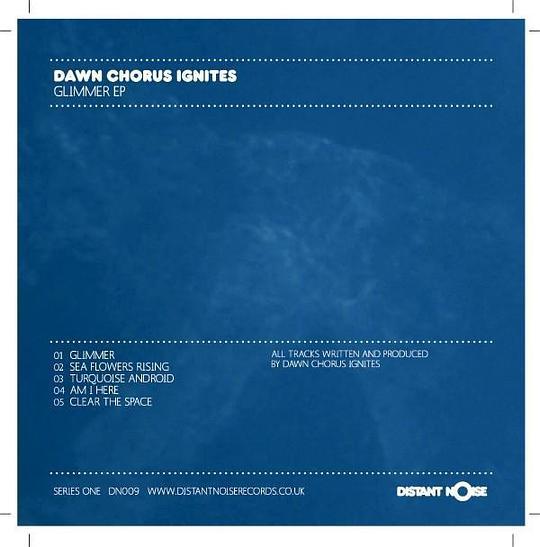 DAWN CHORUS IGNITES
GLIMMER EP
01 GLIMMER
02 SEA FLOWERS RISING
03 TURQUOISE ANDROID
04 AM I HERE
05 CLEAR THE SPACE
ALL TRACKS WRITTEN AND PRODUCED
BY DAWN CHORUS IGNITES
SERIES ONE DN009 WWW.DISTANTNOISERECORDS.CO.UK
DISTANT NOISE